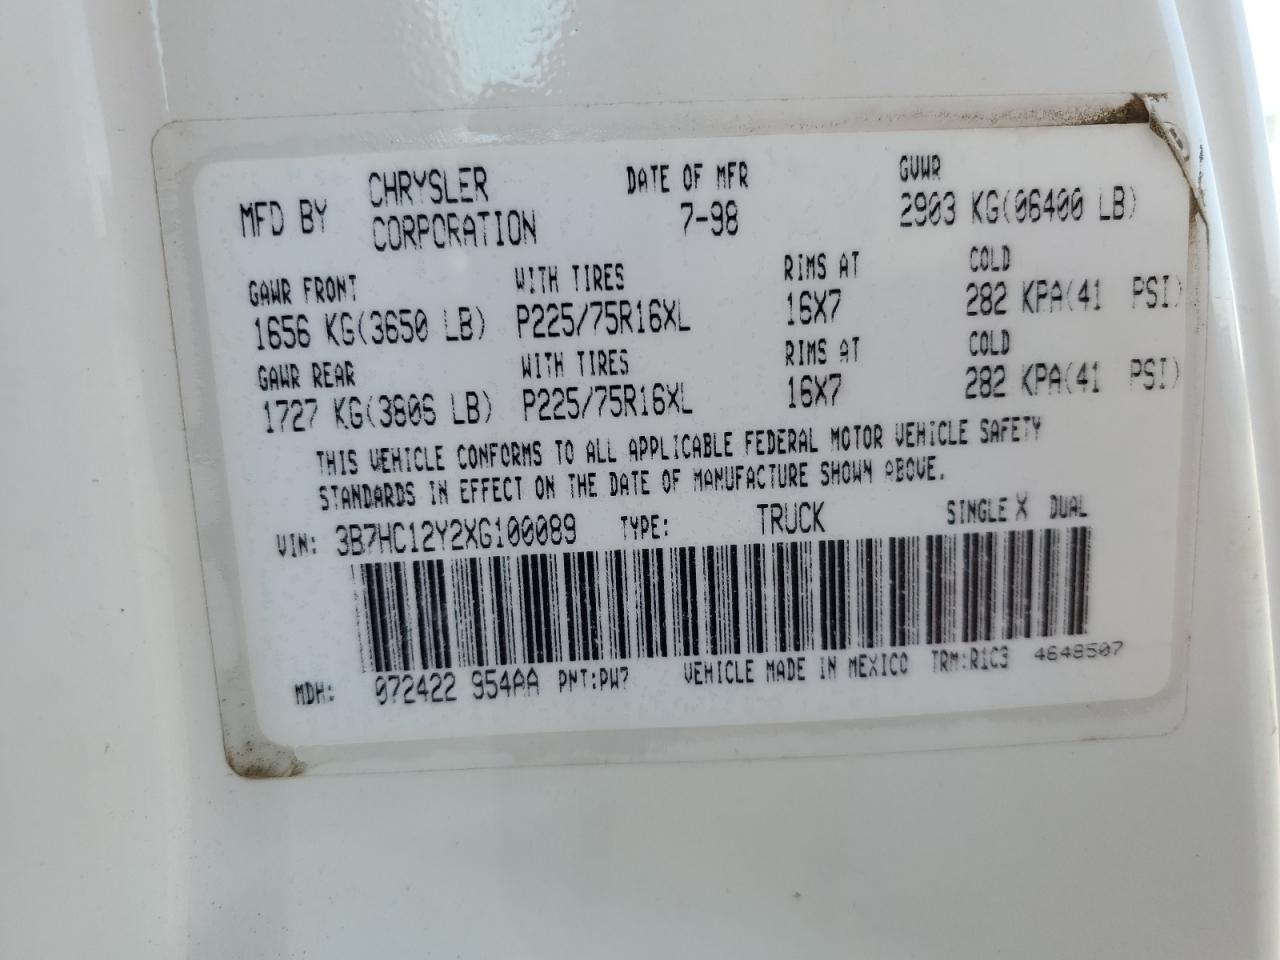 MFD BY CHRYSLER CORPORATION DATE OF MFR 7-98 GVWR 2903 KG(06400 LB)
GAWR FRONT WITH TIRES RIMS AT COLD
1656 KG(3650 LB) P225/75R16XL 16X7 282 KPA(41 PSI)
GAWR REAR WITH TIRES RIMS AT COLD
1727 KG(3806 LB) P225/75R16XL 16X7 282 KPA(41 PSI)
THIS VEHICLE CONFORMS TO ALL APPLICABLE FEDERAL MOTOR VEHICLE SAFETY
STANDARDS IN EFFECT ON THE DATE OF MANUFACTURE SHOWN ABOVE.
VIN: 3B7HC12Y2XG100089 TYPE: TRUCK SINGLE X DUAL
MDH: 072422 954AA PNT:PW7 VEHICLE MADE IN MEXICO TRM:R1C3 4648507